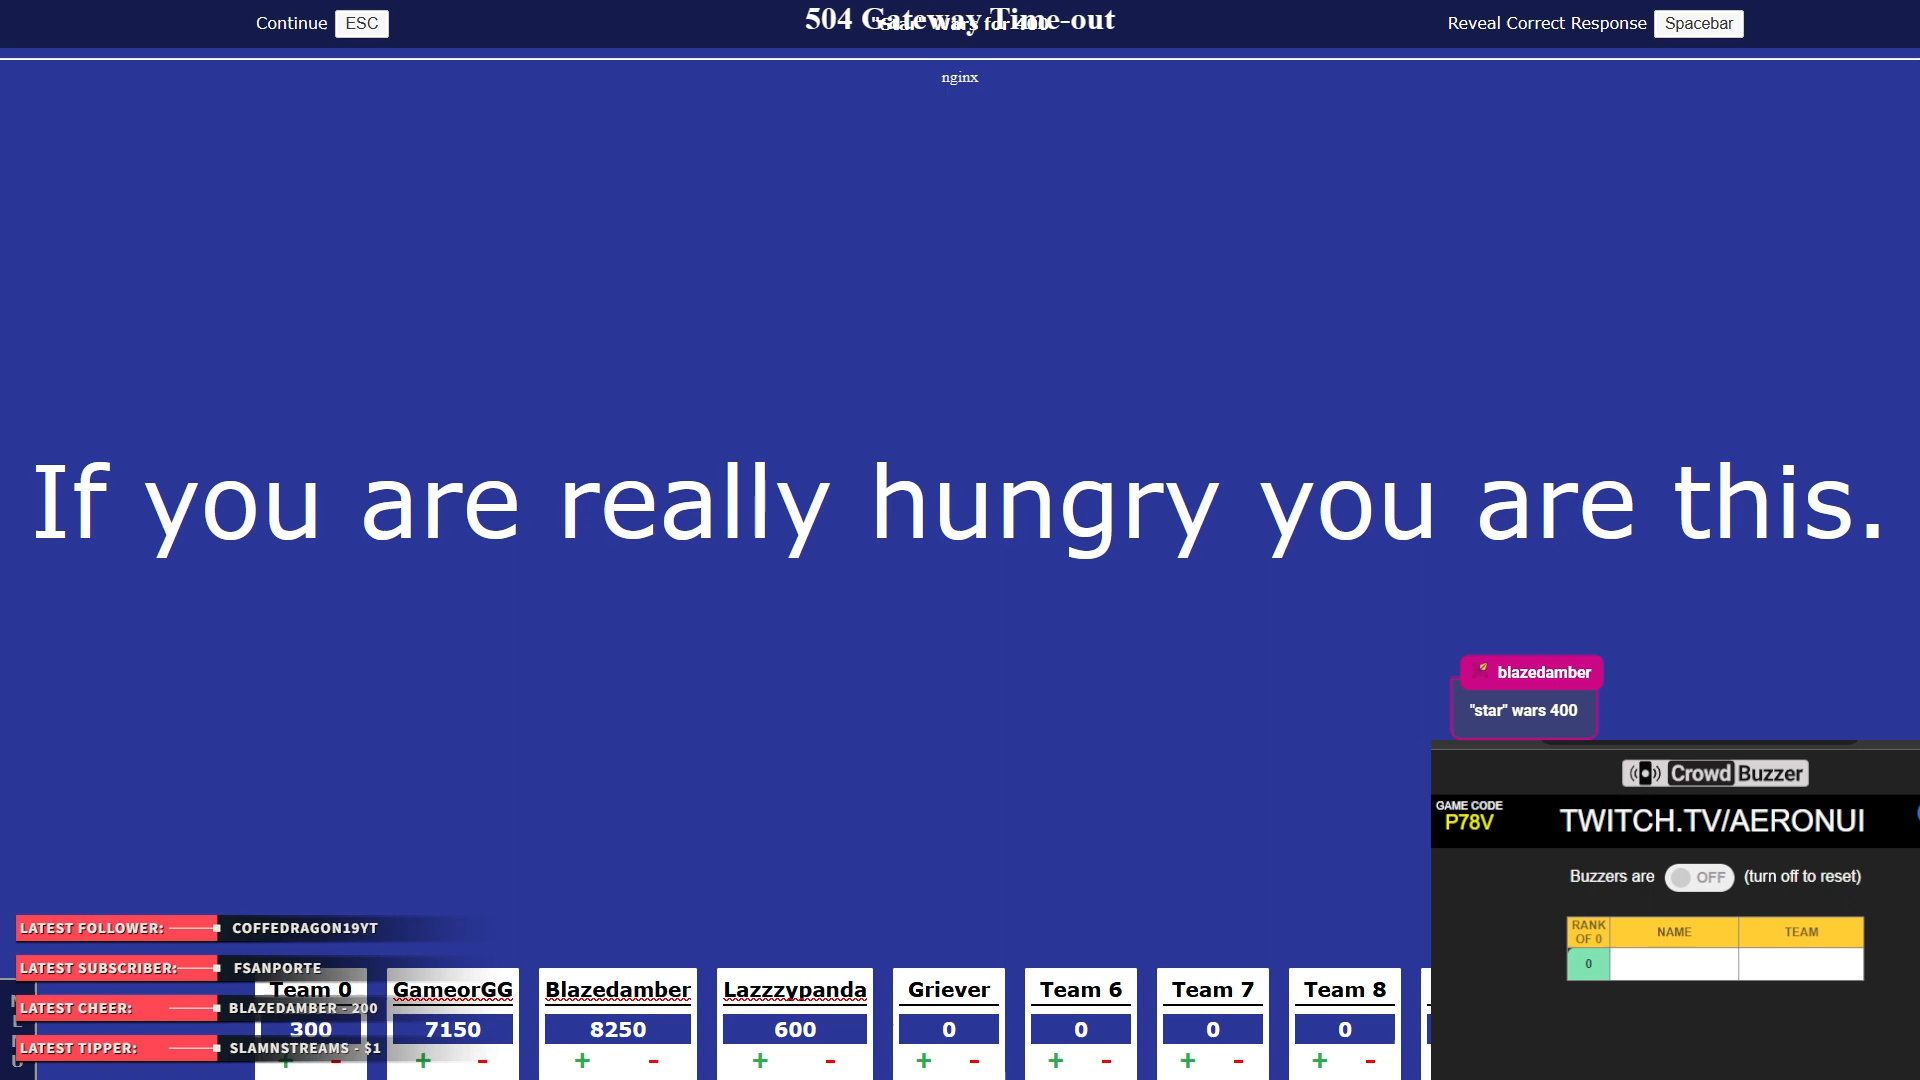 Continue ESC
504 Gateway Time-out
"Star" Wars for 400
Reveal Correct Response Spacebar
nginx
If you are really hungry you are this.
blazedamber
"star" wars 400
Crowd Buzzer
GAME CODE
P78V
TWITCH.TV/AERONUI
Buzzers are OFF (turn off to reset)
RANK OF 0 NAME TEAM
0
LATEST FOLLOWER: COFFEDRAGON19YT
LATEST SUBSCRIBER: FSANPORTE
LATEST CHEER: BLAZEDAMBER - 200
LATEST TIPPER: SLAMNSTREAMS - $1
Team 0 GameorGG Blazedamber Lazzzypanda Griever Team 6 Team 7 Team 8
300 7150 8250 600 0 0 0 0
+ - + - + - + - + - + - + - + -